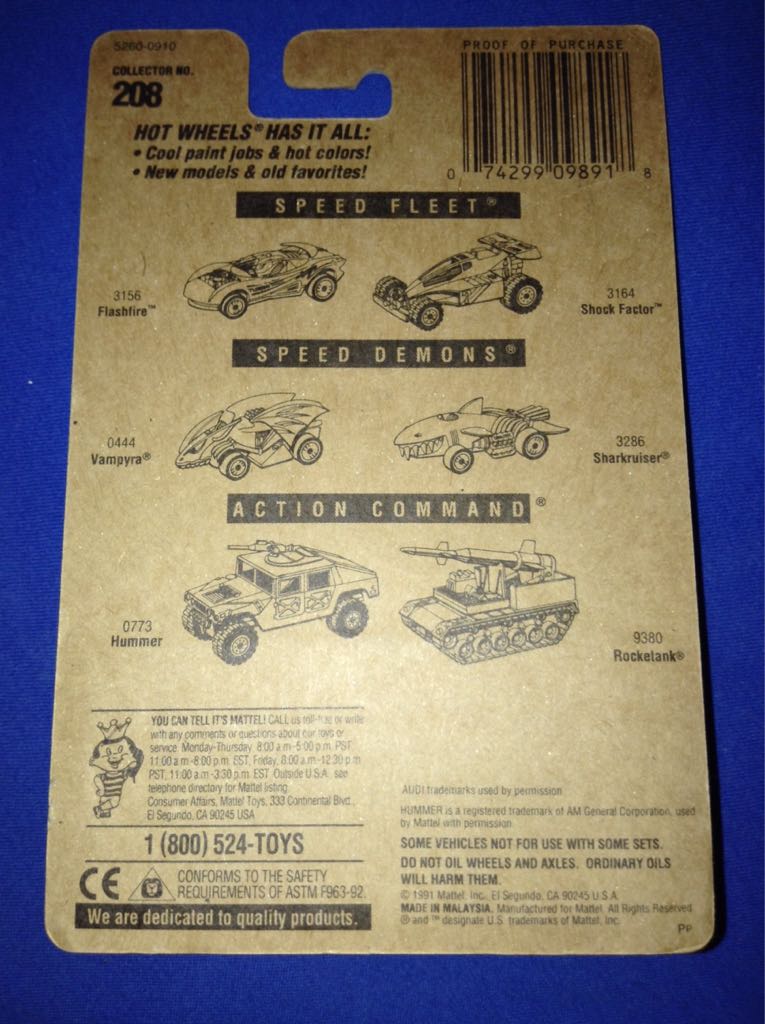 5260-0910
COLLECTOR NO.
208
PROOF OF PURCHASE
0 74299 09891 8
HOT WHEELS® HAS IT ALL:
• Cool paint jobs & hot colors!
• New models & old favorites!
SPEED FLEET®
3156
Flashfire™
3164
Shock Factor™
SPEED DEMONS®
0444
Vampyra®
3286
Sharkruiser®
ACTION COMMAND®
0773
Hummer
9380
Rocketank®
YOU CAN TELL IT'S MATTEL! CALL us toll-free or write
with any comments or questions about our toys or
service. Monday-Thursday 8:00 a.m.-5:00 p.m. PST,
11:00 a.m.-8:00 p.m. EST. Friday, 8:00 a.m.-12:30 p.m.
PST, 11:00 a.m.-3:30 p.m. EST. Outside U.S.A., see
telephone directory for Mattel listing.
Consumer Affairs, Mattel Toys, 333 Continental Blvd.,
El Segundo, CA 90245 USA
1 (800) 524-TOYS
CE CONFORMS TO THE SAFETY
REQUIREMENTS OF ASTM F963-92.
We are dedicated to quality products.
AUDI trademarks used by permission.
HUMMER is a registered trademark of AM General Corporation, used
by Mattel with permission.
SOME VEHICLES NOT FOR USE WITH SOME SETS.
DO NOT OIL WHEELS AND AXLES. ORDINARY OILS
WILL HARM THEM.
© 1991 Mattel, Inc., El Segundo, CA 90245 U.S.A.
MADE IN MALAYSIA. Manufactured for Mattel. All Rights Reserved.
® and ™ designate U.S. trademarks of Mattel, Inc.
PP